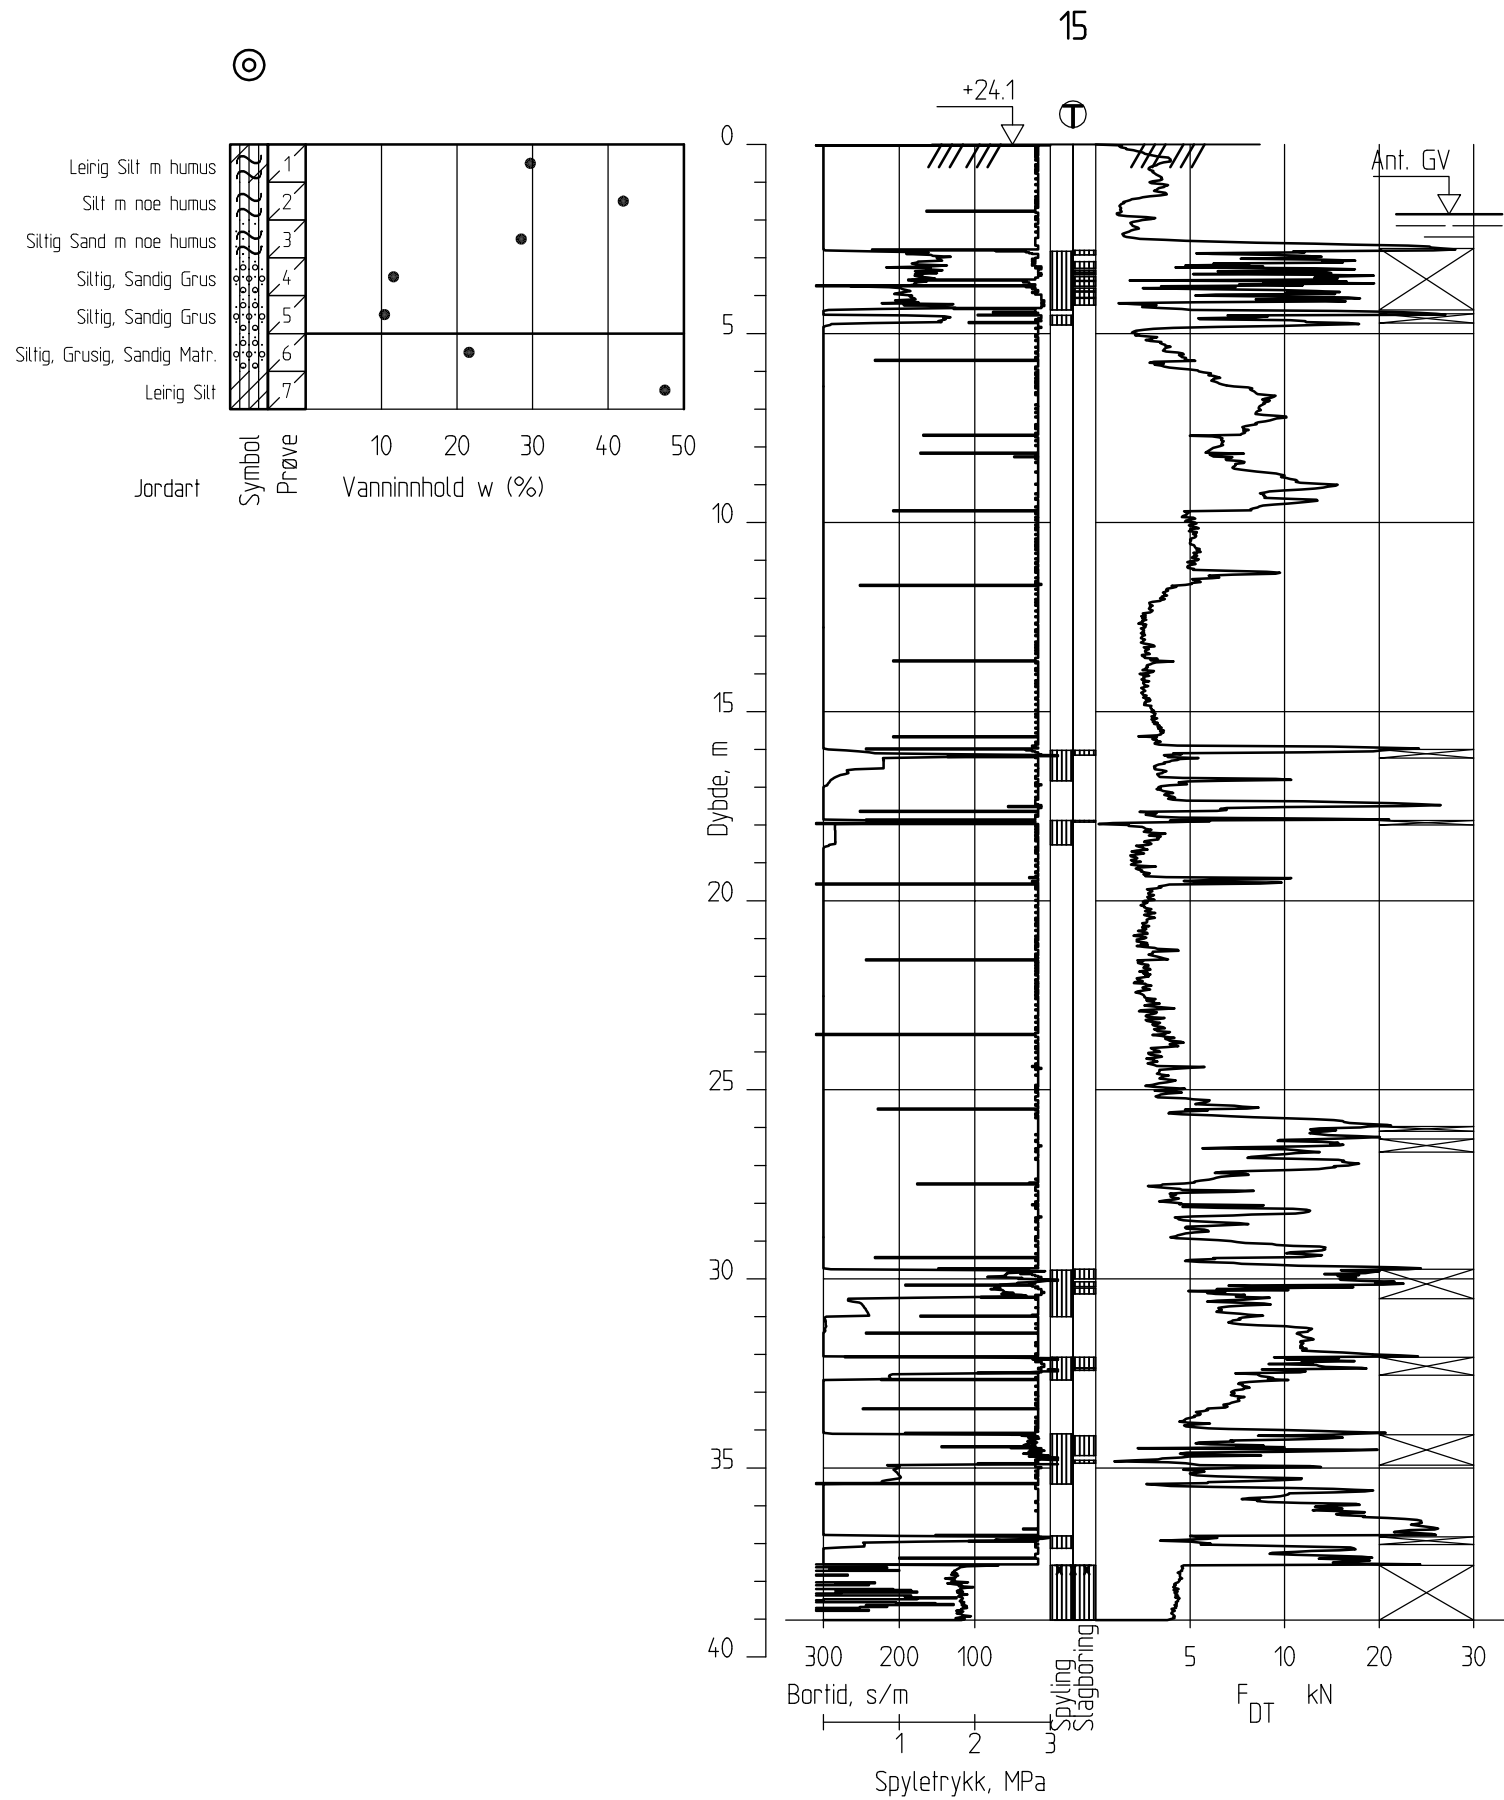 15
+24.1
T
0
Ant. GV
Leirig Silt m humus
1
Silt m noe humus
2
Siltig Sand m noe humus
3
Siltig, Sandig Grus
4
Siltig, Sandig Grus
5
5
Siltig, Grusig, Sandig Matr.
6
Leirig Silt
7
10 20 30 40 50
Jordart
Symbol
Prøve
Vanninnhold w (%)
10
15
Dybde, m
20
25
30
35
40
300 200 100
Spyling
Slagboring
5 10 20 30
Bortid, s/m
F DT kN
1 2 3
Spyletrykk, MPa